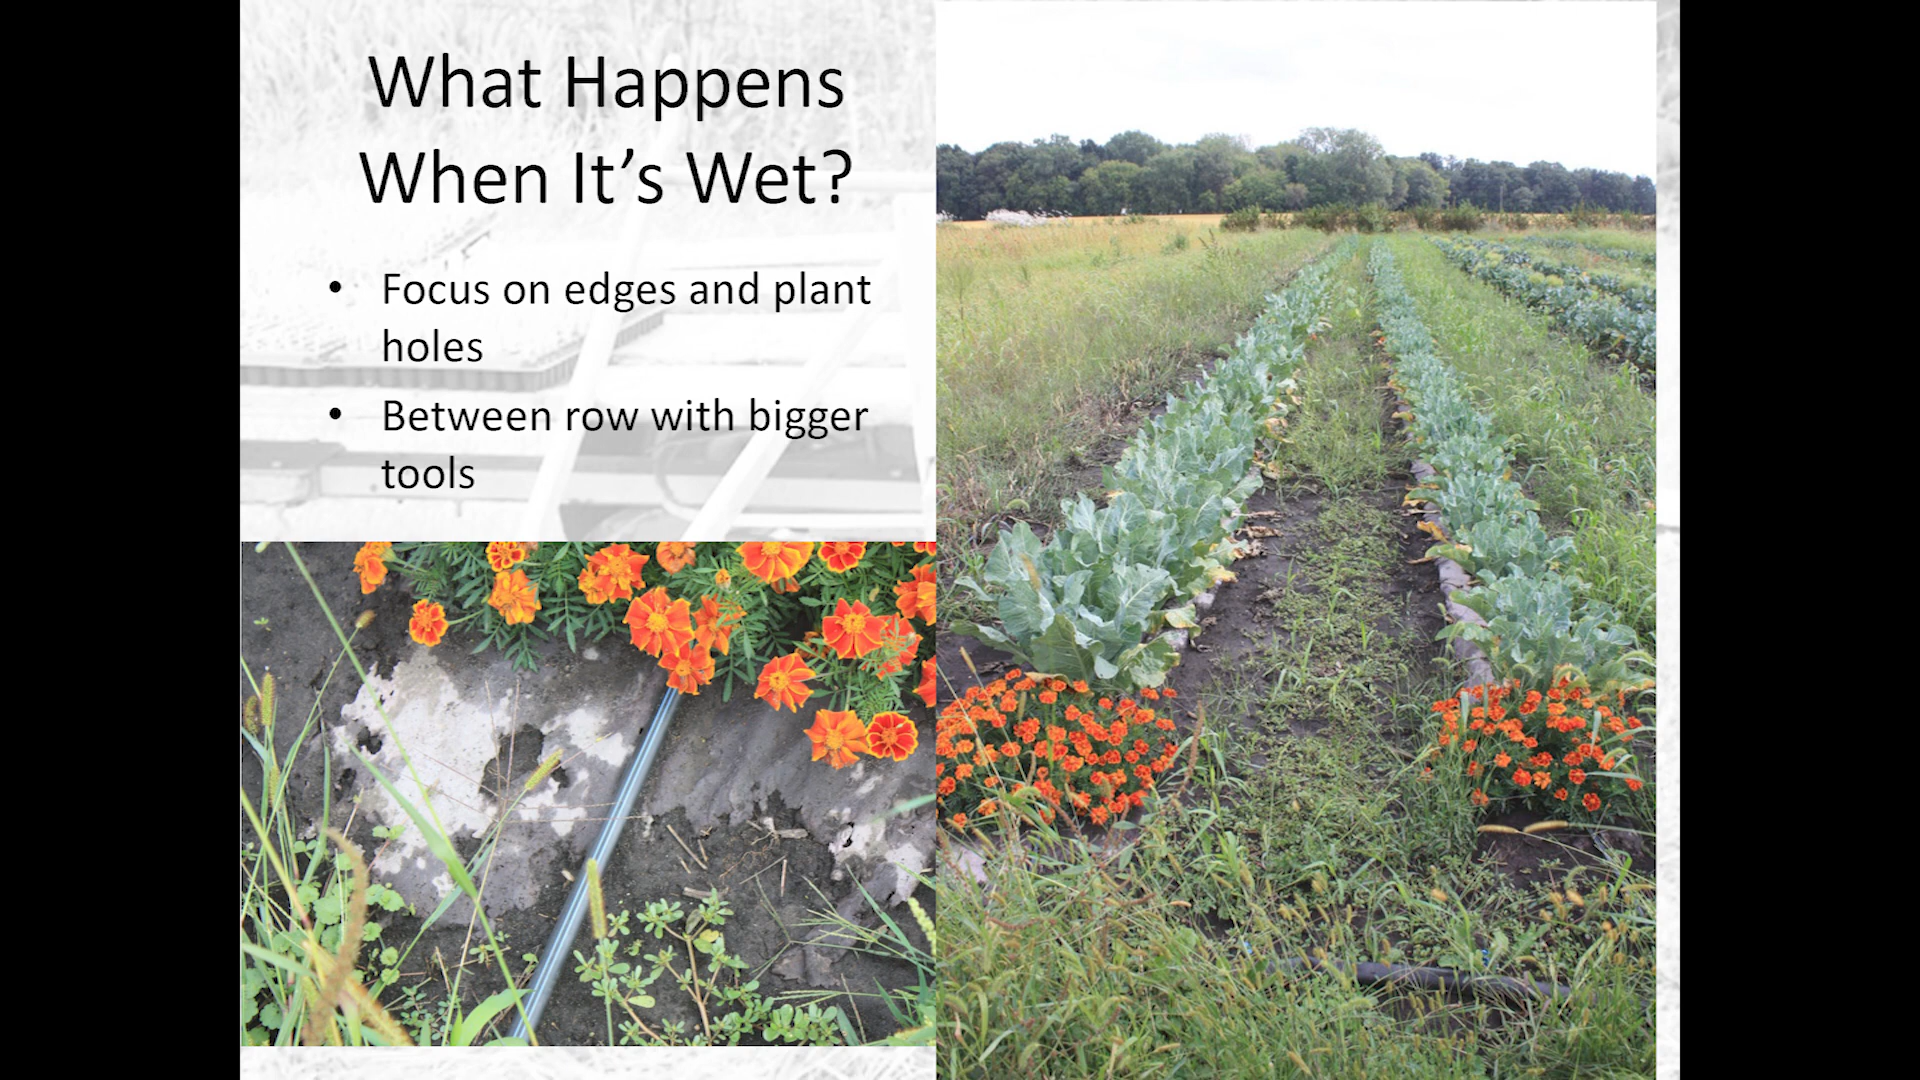 What Happens
When It’s Wet?
• Focus on edges and plant
holes
• Between row with bigger
tools